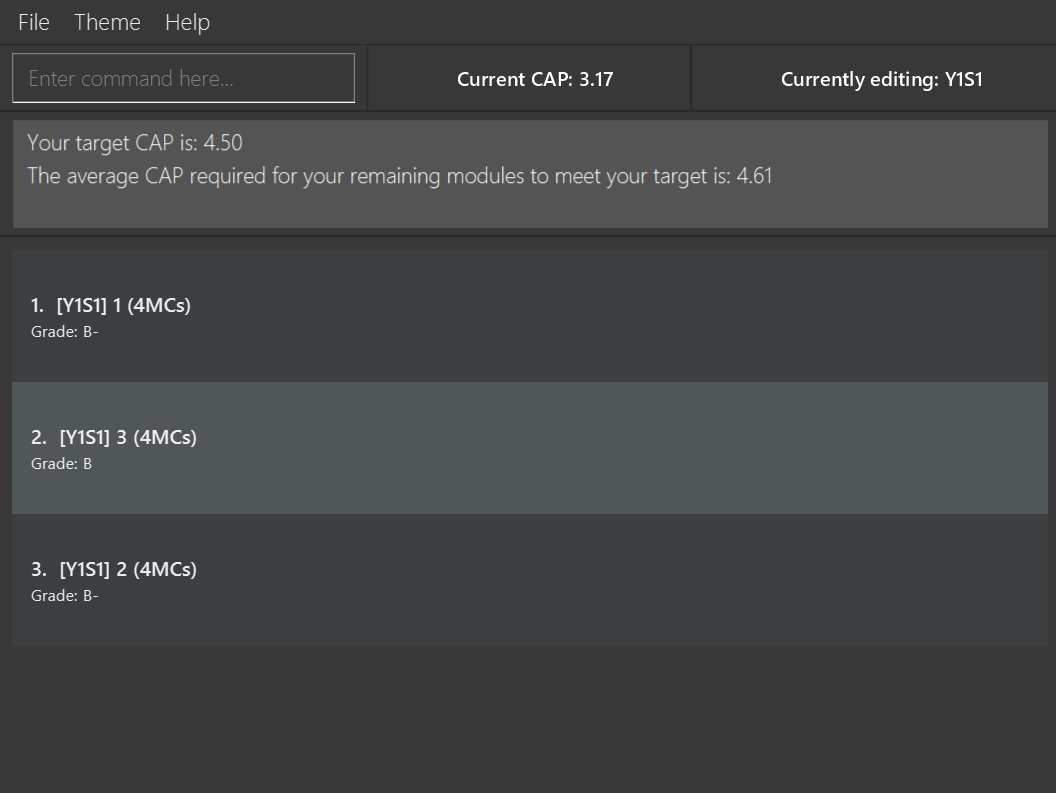 File Theme Help
Enter command here...
Current CAP: 3.17
Currently editing: Y1S1
Your target CAP is: 4.50
The average CAP required for your remaining modules to meet your target is: 4.61
1. [Y1S1] 1 (4MCs)
Grade: B-
2. [Y1S1] 3 (4MCs)
Grade: B
3. [Y1S1] 2 (4MCs)
Grade: B-